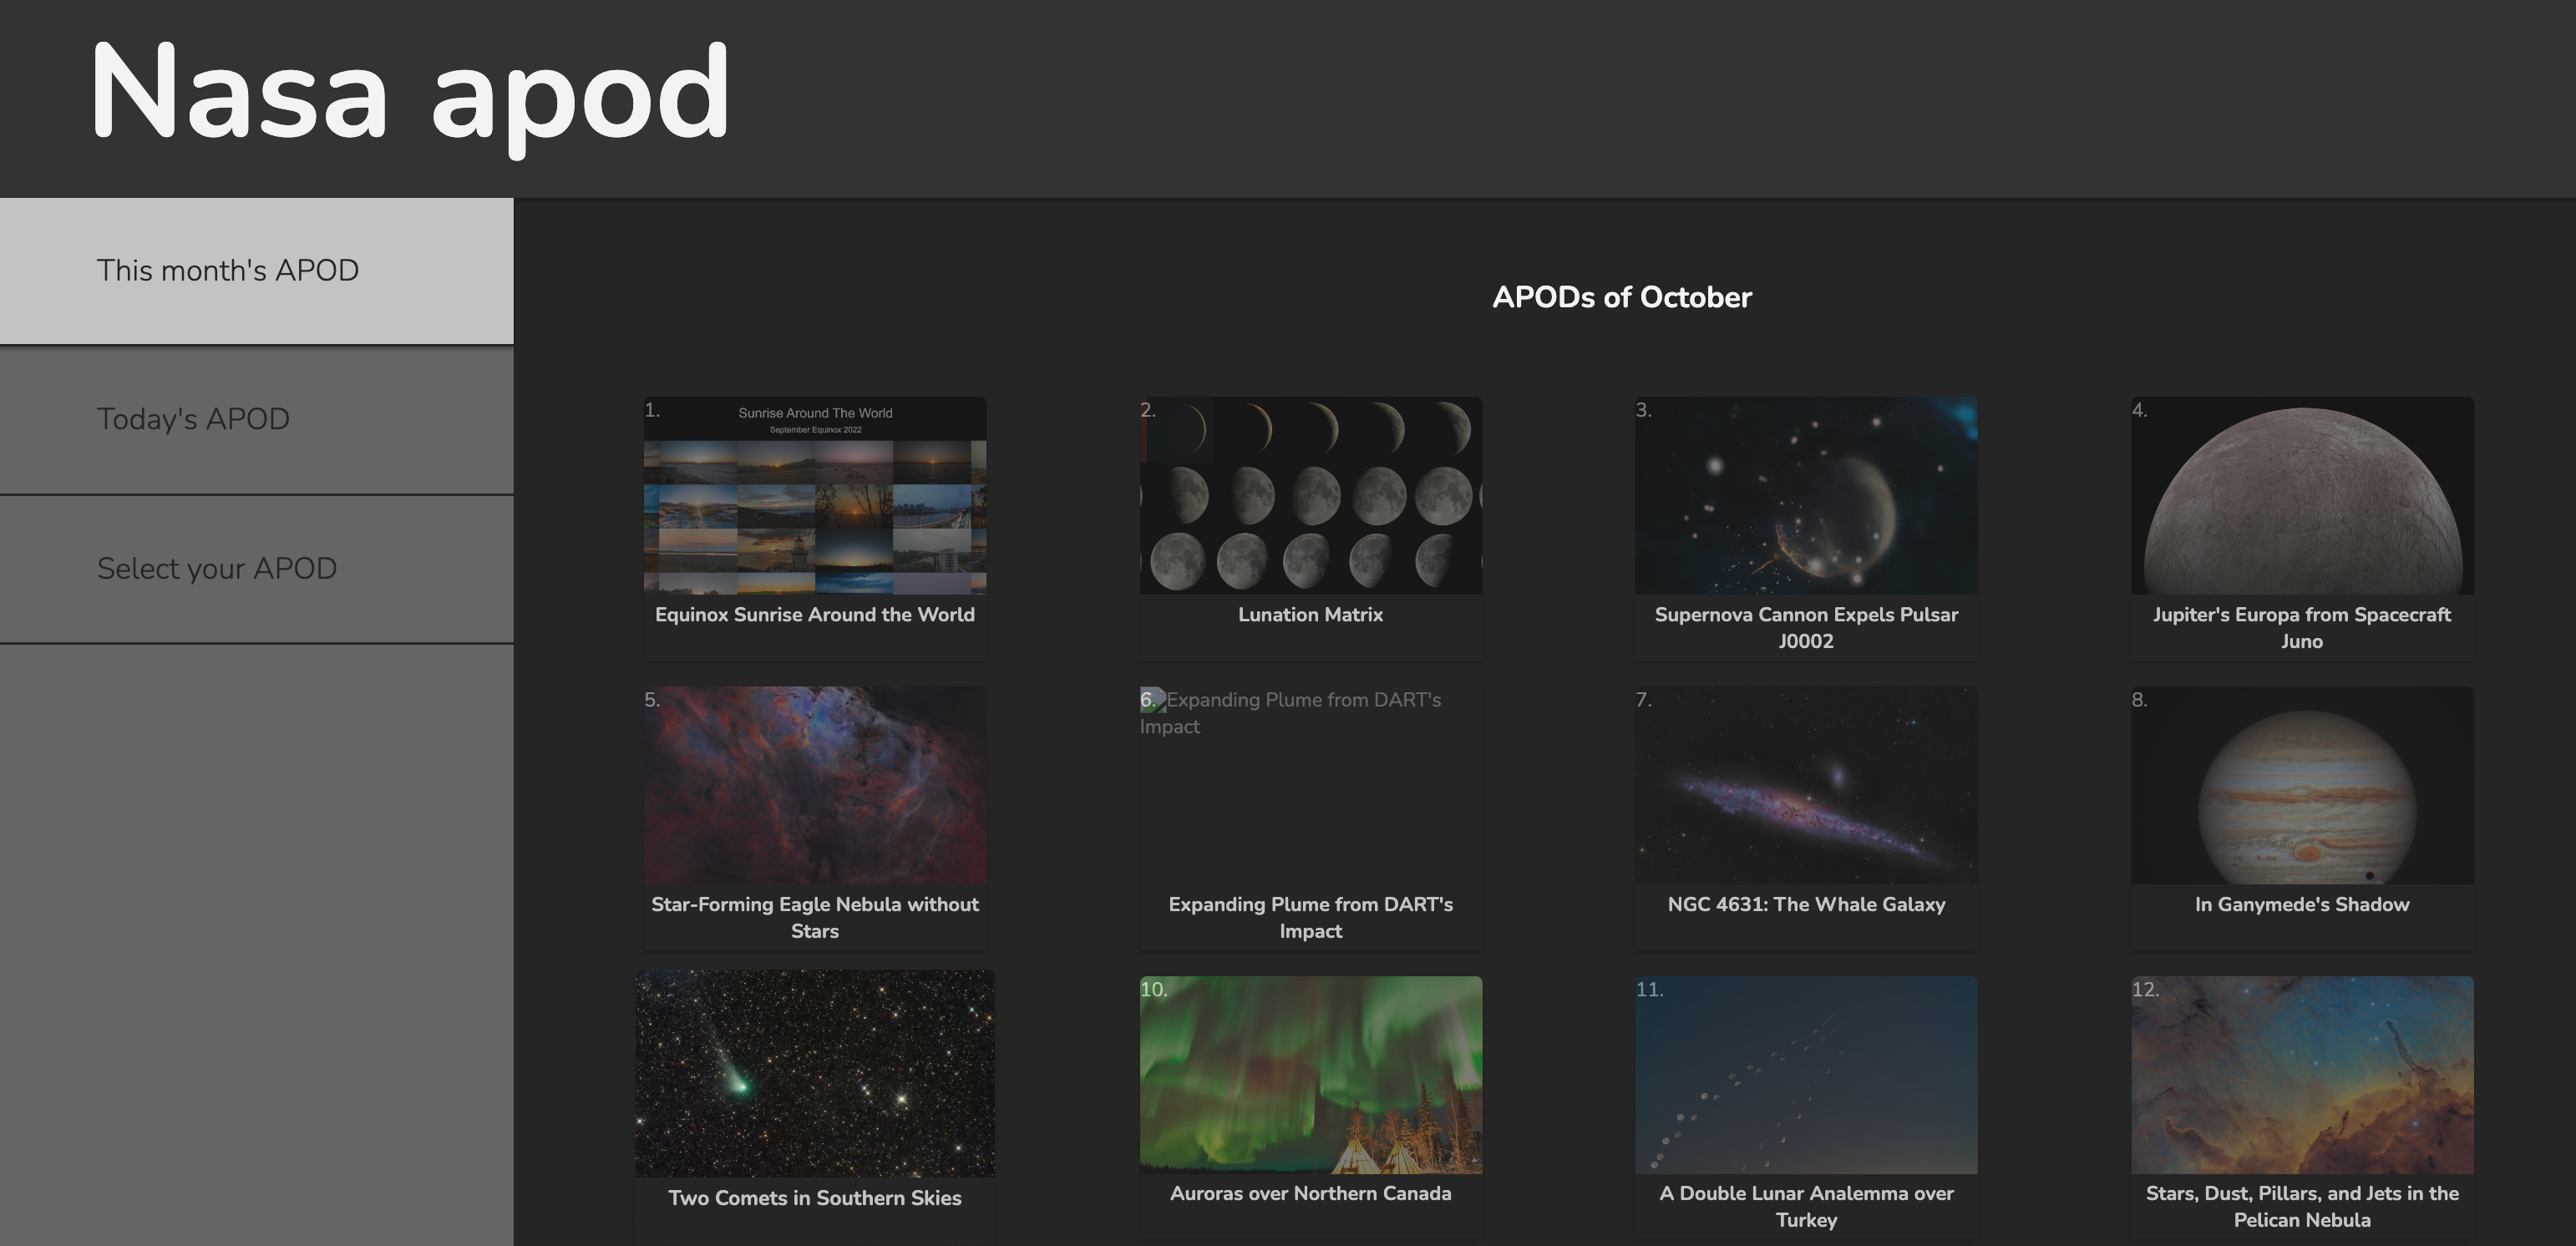 Nasa apod
This month's APOD
Today's APOD
Select your APOD
APODs of October
1.
Sunrise Around The World
September Equinox 2022
Equinox Sunrise Around the World
2.
Lunation Matrix
3.
Supernova Cannon Expels Pulsar
J0002
4.
Jupiter's Europa from Spacecraft
Juno
5.
Star-Forming Eagle Nebula without
Stars
6. Expanding Plume from DART's
Impact
Expanding Plume from DART's
Impact
7.
NGC 4631: The Whale Galaxy
8.
In Ganymede's Shadow
Two Comets in Southern Skies
10.
Auroras over Northern Canada
11.
A Double Lunar Analemma over
Turkey
12.
Stars, Dust, Pillars, and Jets in the
Pelican Nebula